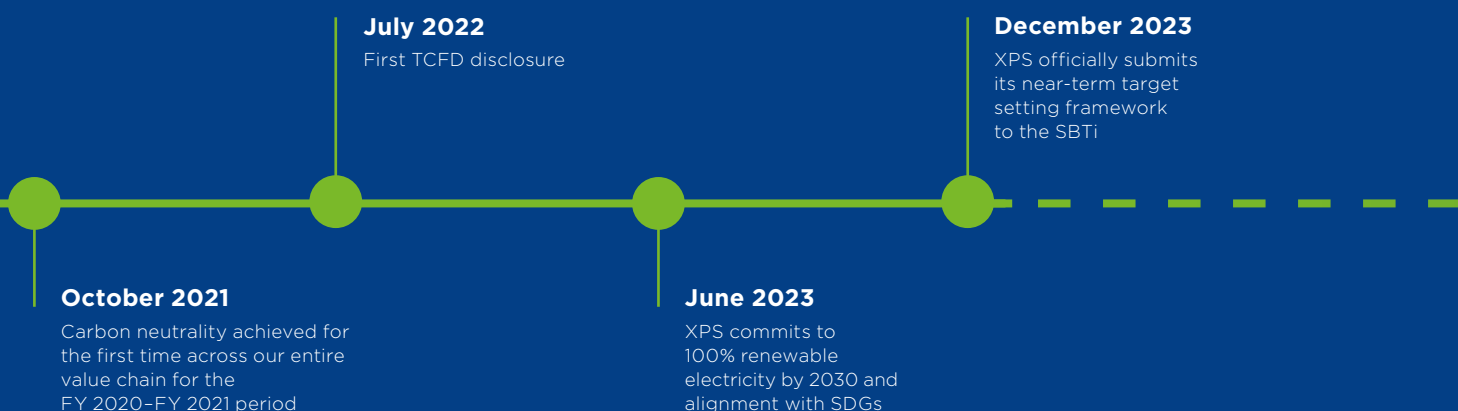 July 2022
First TCFD disclosure
December 2023
XPS officially submits
its near-term target
setting framework
to the SBTi
October 2021
Carbon neutrality achieved for
the first time across our entire
value chain for the
FY 2020–FY 2021 period
June 2023
XPS commits to
100% renewable
electricity by 2030 and
alignment with SDGs